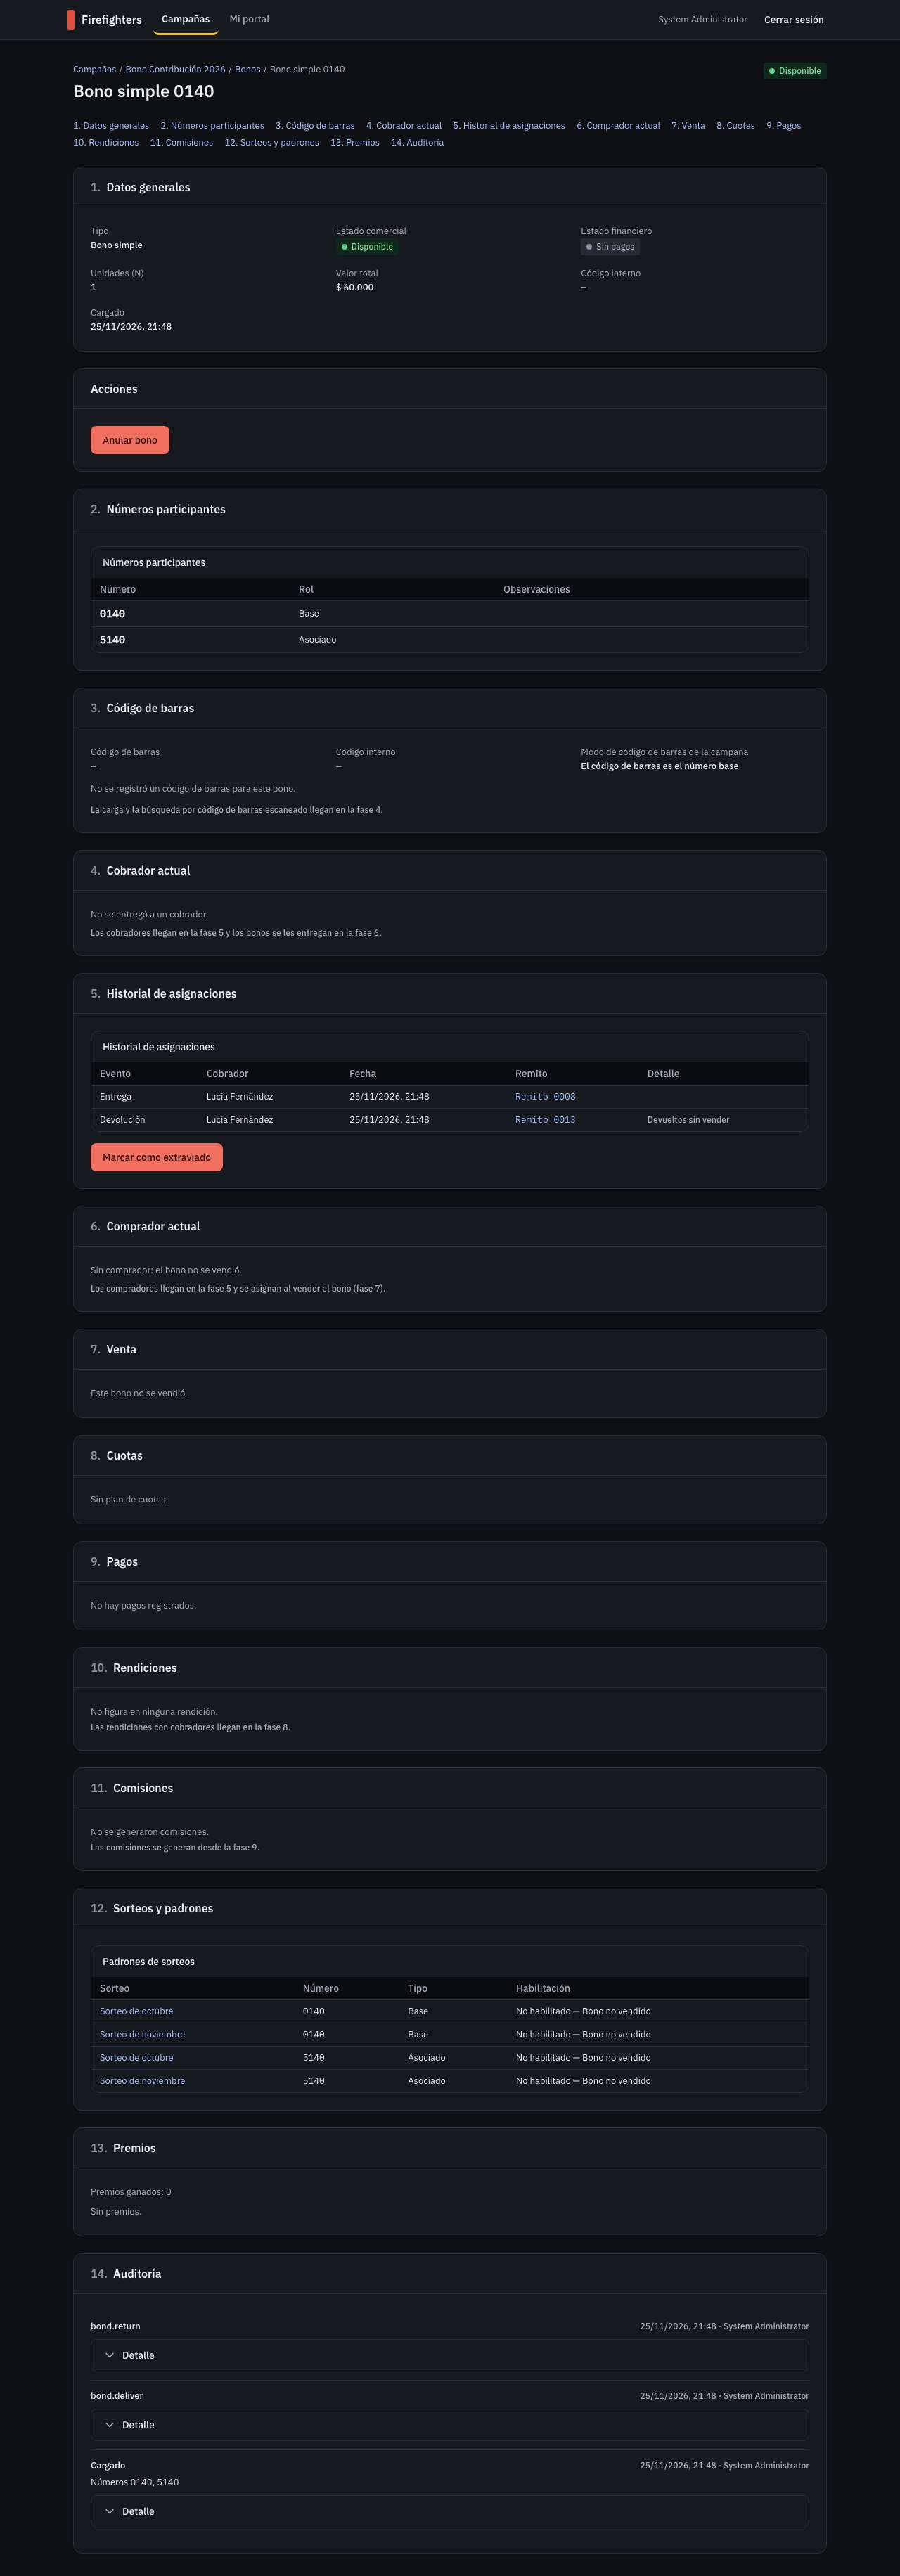 Firefighters Campañas Mi portal System Administrator Cerrar sesión
Campañas / Bono Contribución 2026 / Bonos / Bono simple 0140
Disponible
Bono simple 0140
1. Datos generales 2. Números participantes 3. Código de barras 4. Cobrador actual 5. Historial de asignaciones 6. Comprador actual 7. Venta 8. Cuotas 9. Pagos
10. Rendiciones 11. Comisiones 12. Sorteos y padrones 13. Premios 14. Auditoría
1. Datos generales
Tipo Estado comercial Estado financiero
Bono simple Disponible Sin pagos
Unidades (N) Valor total Código interno
1 $ 60.000 —
Cargado
25/11/2026, 21:48
Acciones
Anular bono
2. Números participantes
Números participantes
Número Rol Observaciones
0140 Base
5140 Asociado
3. Código de barras
Código de barras Código interno Modo de código de barras de la campaña
— — El código de barras es el número base
No se registró un código de barras para este bono.
La carga y la búsqueda por código de barras escaneado llegan en la fase 4.
4. Cobrador actual
No se entregó a un cobrador.
Los cobradores llegan en la fase 5 y los bonos se les entregan en la fase 6.
5. Historial de asignaciones
Historial de asignaciones
Evento Cobrador Fecha Remito Detalle
Entrega Lucía Fernández 25/11/2026, 21:48 Remito 0008
Devolución Lucía Fernández 25/11/2026, 21:48 Remito 0013 Devueltos sin vender
Marcar como extraviado
6. Comprador actual
Sin comprador: el bono no se vendió.
Los compradores llegan en la fase 5 y se asignan al vender el bono (fase 7).
7. Venta
Este bono no se vendió.
8. Cuotas
Sin plan de cuotas.
9. Pagos
No hay pagos registrados.
10. Rendiciones
No figura en ninguna rendición.
Las rendiciones con cobradores llegan en la fase 8.
11. Comisiones
No se generaron comisiones.
Las comisiones se generan desde la fase 9.
12. Sorteos y padrones
Padrones de sorteos
Sorteo Número Tipo Habilitación
Sorteo de octubre 0140 Base No habilitado — Bono no vendido
Sorteo de noviembre 0140 Base No habilitado — Bono no vendido
Sorteo de octubre 5140 Asociado No habilitado — Bono no vendido
Sorteo de noviembre 5140 Asociado No habilitado — Bono no vendido
13. Premios
Premios ganados: 0
Sin premios.
14. Auditoría
bond.return 25/11/2026, 21:48 · System Administrator
Detalle
bond.deliver 25/11/2026, 21:48 · System Administrator
Detalle
Cargado 25/11/2026, 21:48 · System Administrator
Números 0140, 5140
Detalle